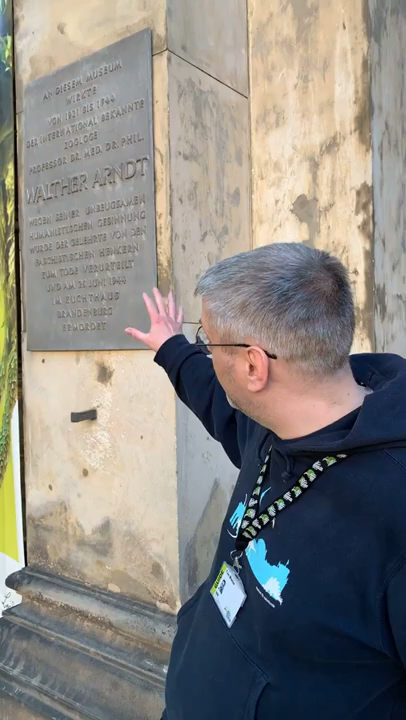 AN DIESEM MUSEUM
WIRKTE
VON 1921 BIS 1944
DER INTERNATIONAL BEKANNTE
ZOOLOGE
PROFESSOR DR. MED. DR. PHIL.
WALTHER ARNDT
WEGEN SEINER UNBEUGSAMEN
HUMANISTISCHEN GESINNUNG
WURDE DER GELEHRTE VON DEN
FASCHISTISCHEN HENKERN
ZUM TODE VERURTEILT
UND AM 26. JUNI 1944
IM ZUCHTHAUS
BRANDENBURG
ERMORDET